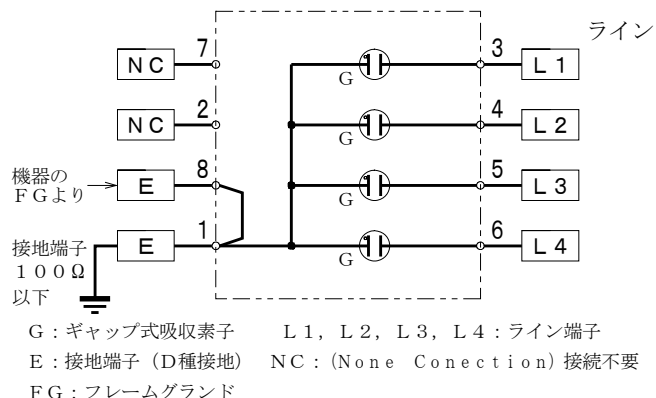 ライン
7 3
NC G L1
2 4
NC G L2
機器の
FGより
8 5
E G L3
接地端子
100Ω
以下
1 6
E G L4
G：ギャップ式吸収素子 L1，L2，L3，L4：ライン端子
E：接地端子（D種接地） NC：(None Conection) 接続不要
FG：フレームグランド